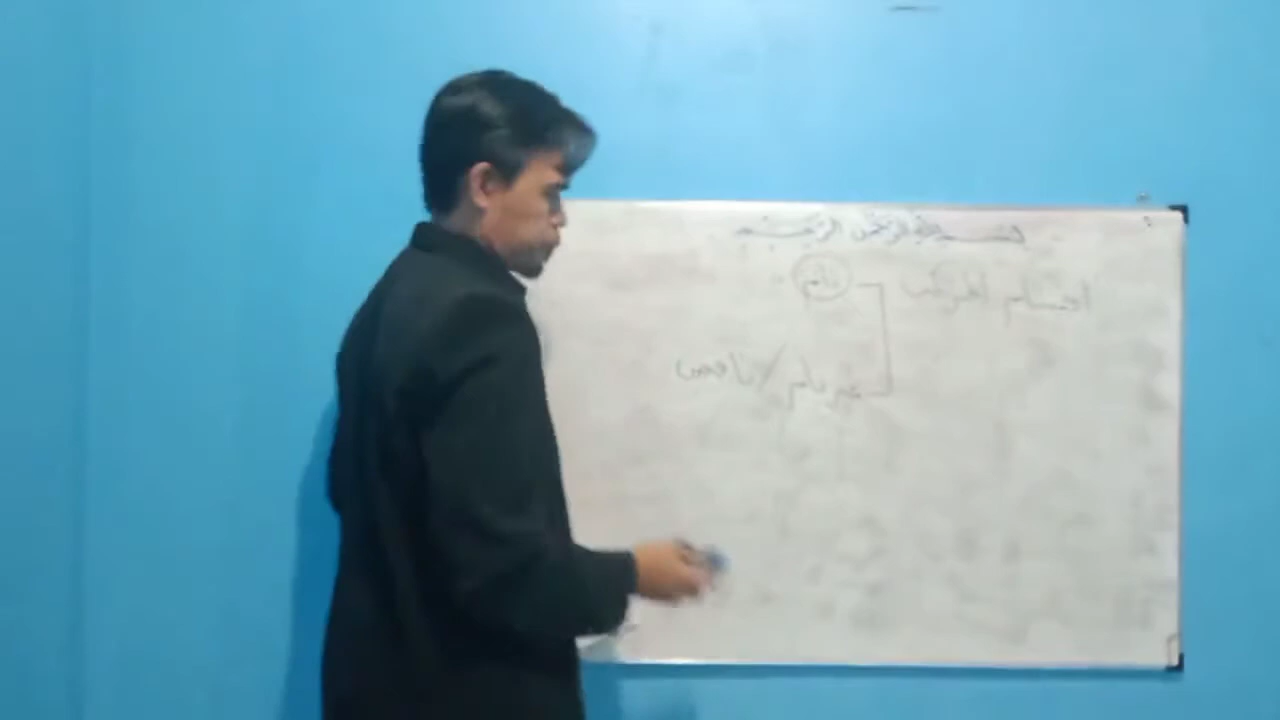 بسم الله الرحمن الرحيم
اقسام المركب
تام
غير تام / ناقص